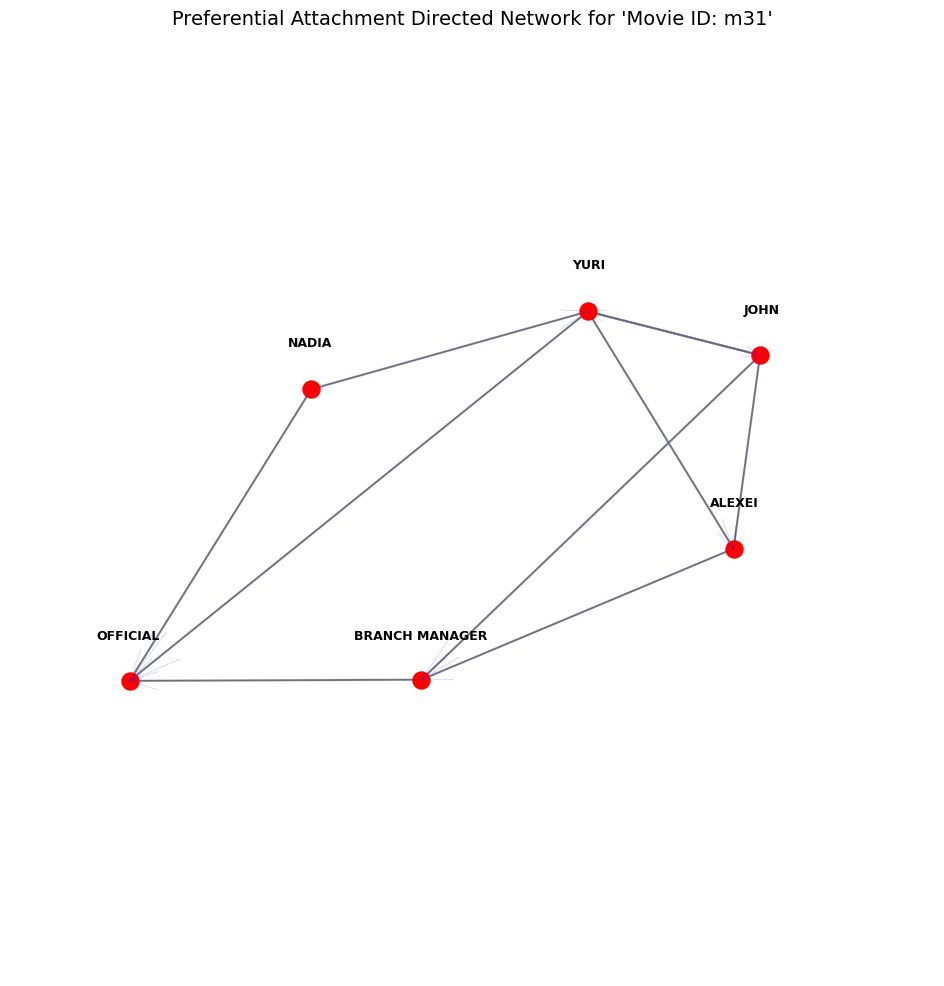 Preferential Attachment Directed Network for 'Movie ID: m31'
YURI
JOHN
NADIA
ALEXEI
OFFICIAL
BRANCH MANAGER